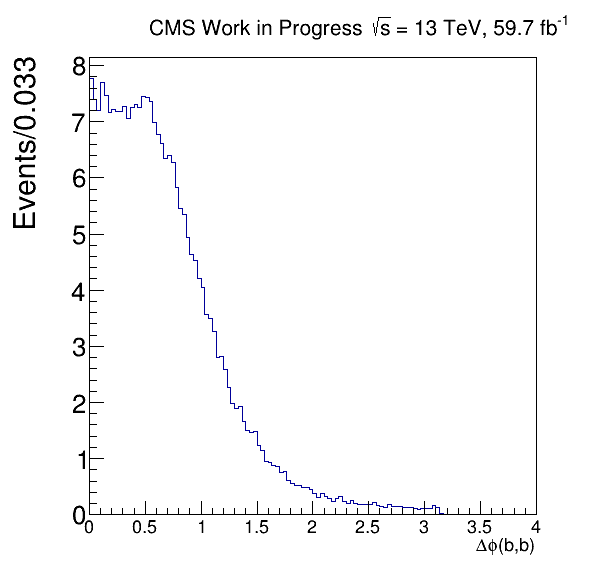 CMS Work in Progress √s = 13 TeV, 59.7 fb⁻¹
Events/0.033
8
7
6
5
4
3
2
1
0
0 0.5 1 1.5 2 2.5 3 3.5 4
Δϕ(b,b)